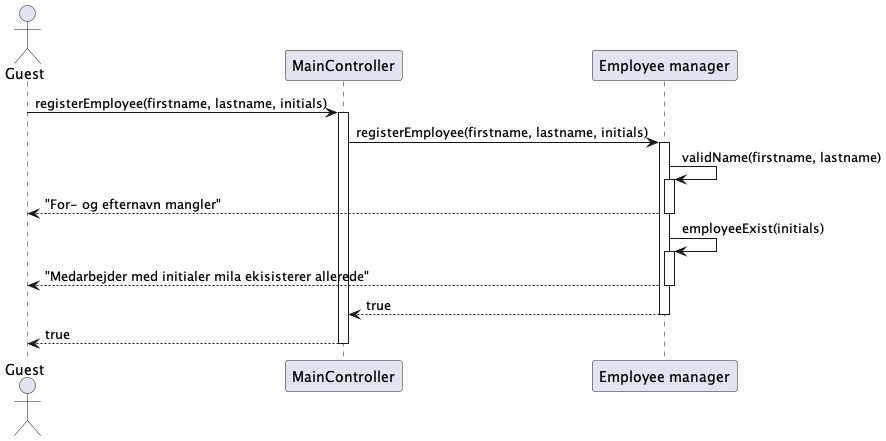 Guest
MainController
Employee manager
registerEmployee(firstname, lastname, initials)
registerEmployee(firstname, lastname, initials)
validName(firstname, lastname)
"For- og efternavn mangler"
employeeExist(initials)
"Medarbejder med initialer mila ekisisterer allerede"
true
true
Guest
MainController
Employee manager